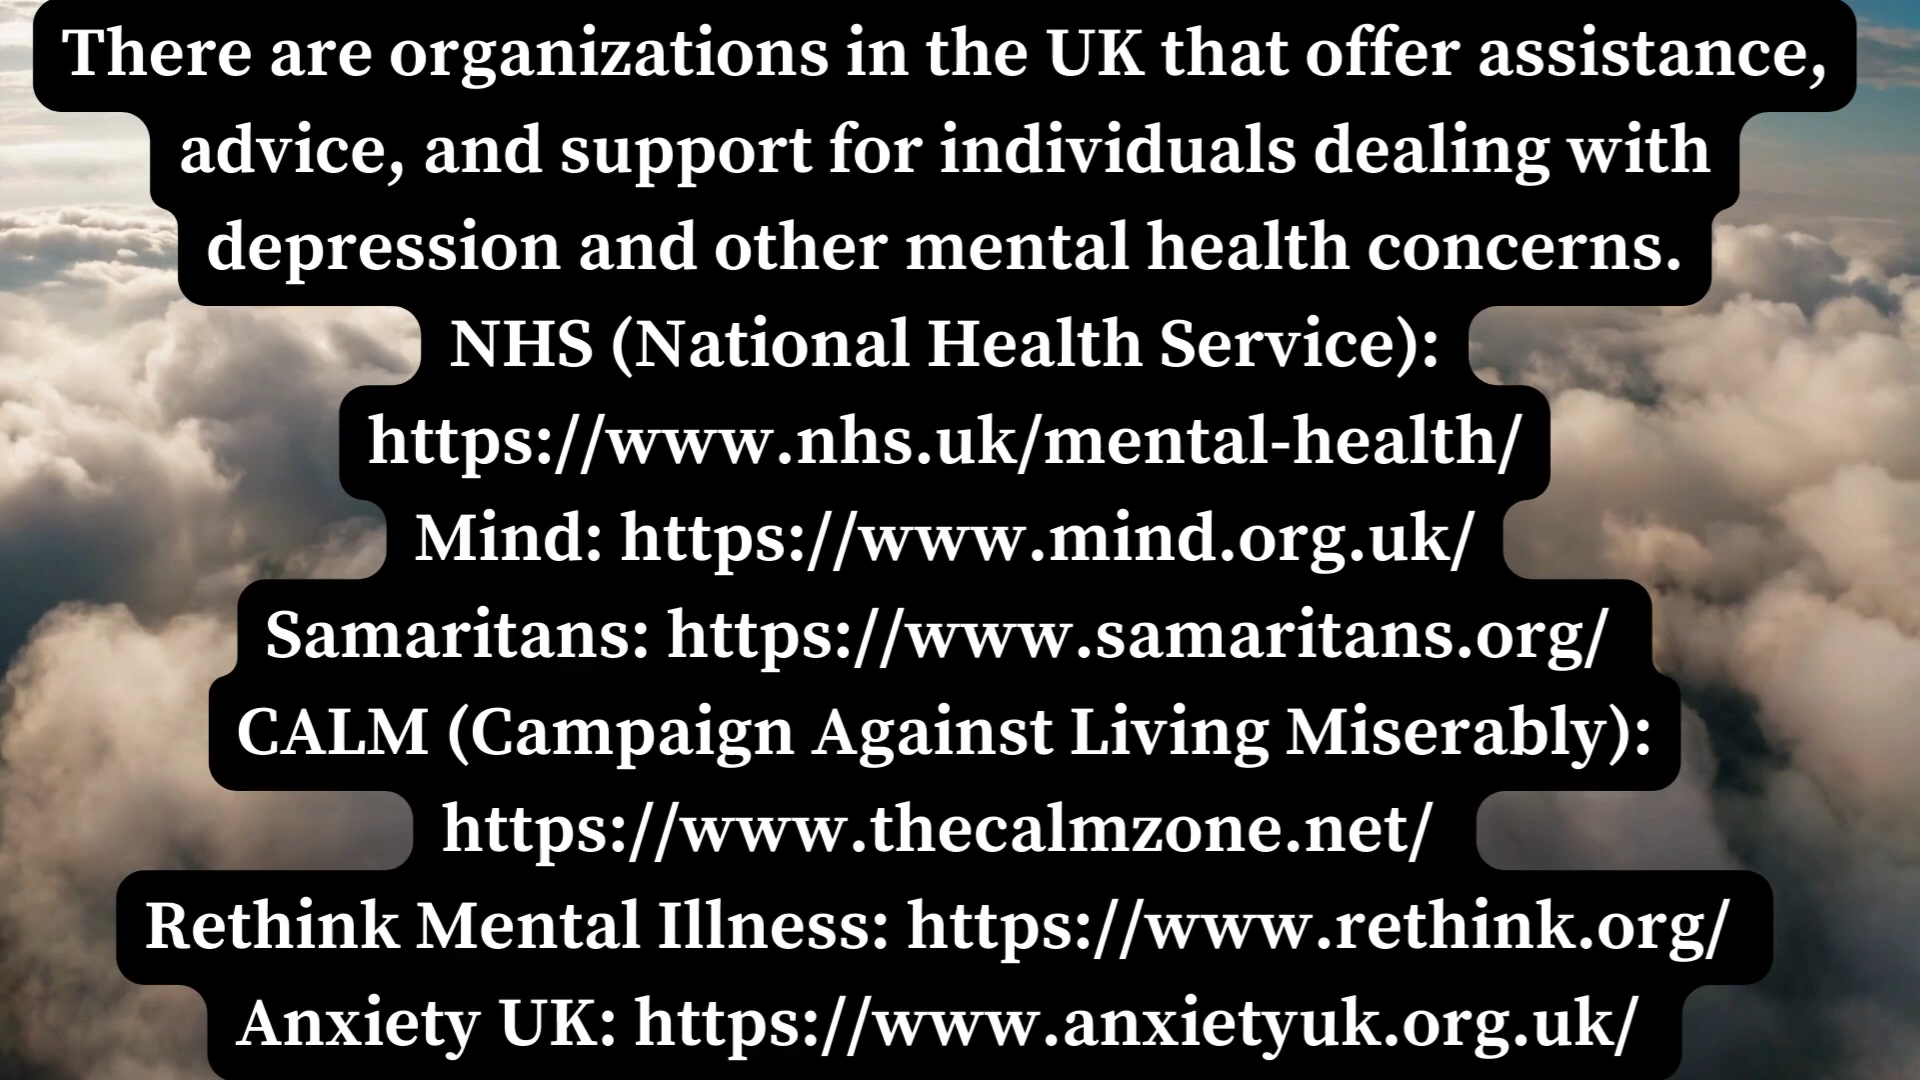 There are organizations in the UK that offer assistance,
advice, and support for individuals dealing with
depression and other mental health concerns.
NHS (National Health Service):
https://www.nhs.uk/mental-health/
Mind: https://www.mind.org.uk/
Samaritans: https://www.samaritans.org/
CALM (Campaign Against Living Miserably):
https://www.thecalmzone.net/
Rethink Mental Illness: https://www.rethink.org/
Anxiety UK: https://www.anxietyuk.org.uk/